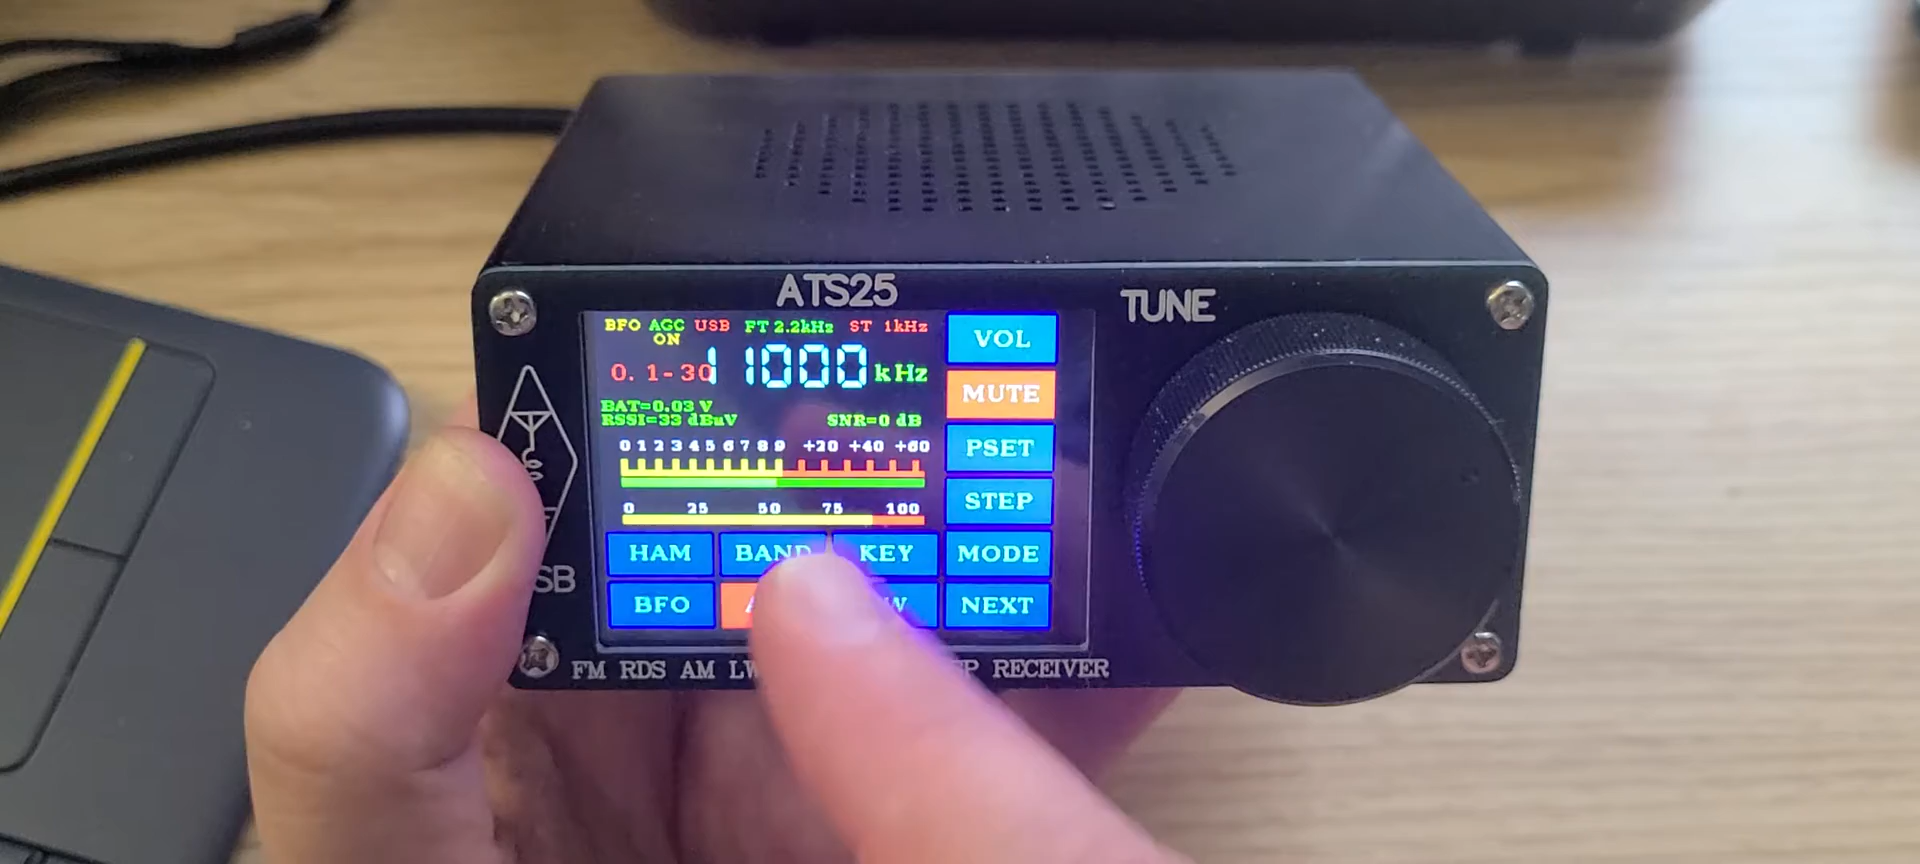 ATS25
TUNE
BFO AGC USB FT 2.2kHz ST 1kHz
ON
0.1-30 11000 kHz
BAT=0.03 V
RSSI=33 dBuV SNR=0 dB
0 1 2 3 4 5 6 7 8 9 +20 +40 +60
0 25 50 75 100
VOL
MUTE
PSET
STEP
HAM BAND KEY MODE
BFO NEXT
FM RDS AM RECEIVER